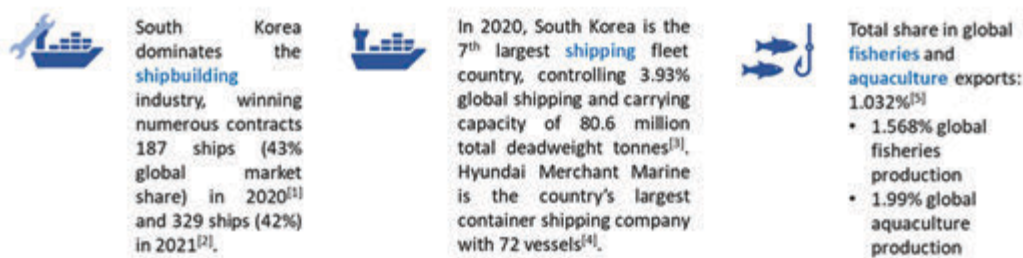 South Korea
dominates the
shipbuilding
industry, winning
numerous contracts
187 ships (43%
global market
share) in 2020[1]
and 329 ships (42%)
in 2021[2].
In 2020, South Korea is the
7th largest shipping fleet
country, controlling 3.93%
global shipping and carrying
capacity of 80.6 million
total deadweight tonnes[3].
Hyundai Merchant Marine
is the country's largest
container shipping company
with 72 vessels[4].
Total share in global
fisheries and
aquaculture exports:
1.032%[5]
• 1.568% global
fisheries
production
• 1.99% global
aquaculture
production